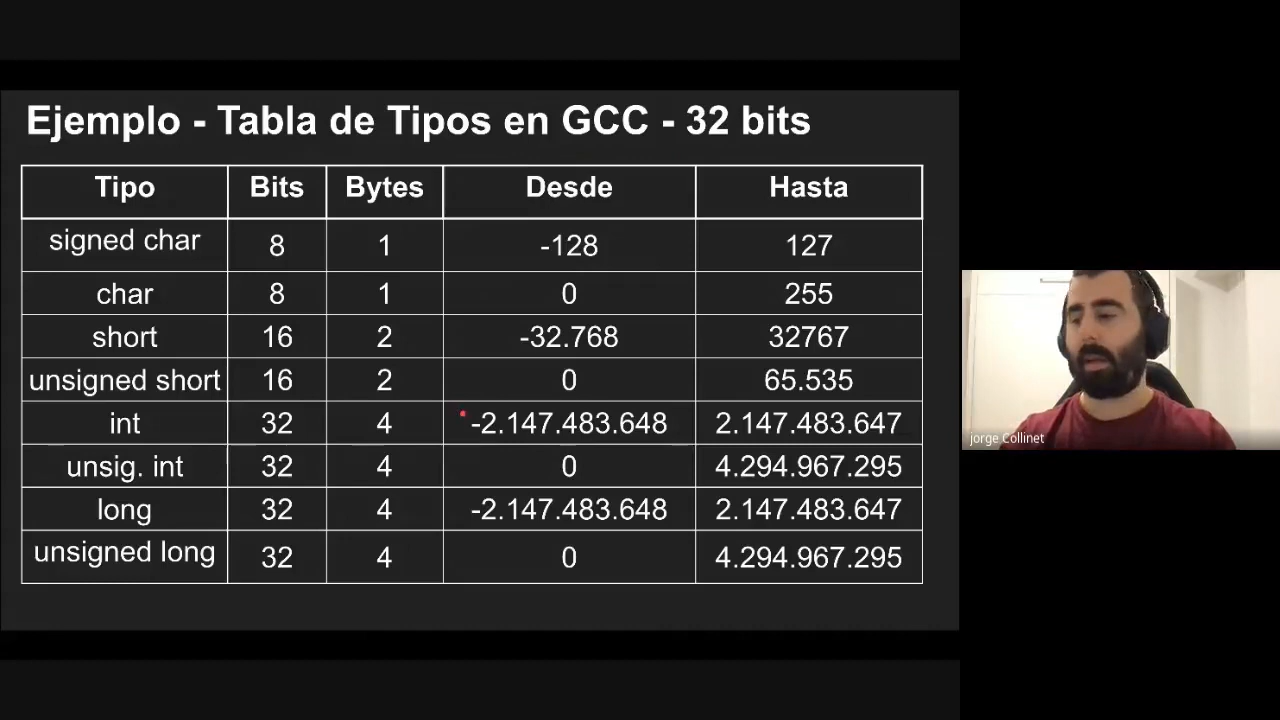 Ejemplo - Tabla de Tipos en GCC - 32 bits
Tipo Bits Bytes Desde Hasta
signed char 8 1 -128 127
char 8 1 0 255
short 16 2 -32.768 32767
unsigned short 16 2 0 65.535
int 32 4 -2.147.483.648 2.147.483.647
unsig. int 32 4 0 4.294.967.295
long 32 4 -2.147.483.648 2.147.483.647
unsigned long 32 4 0 4.294.967.295
jorge Collinet